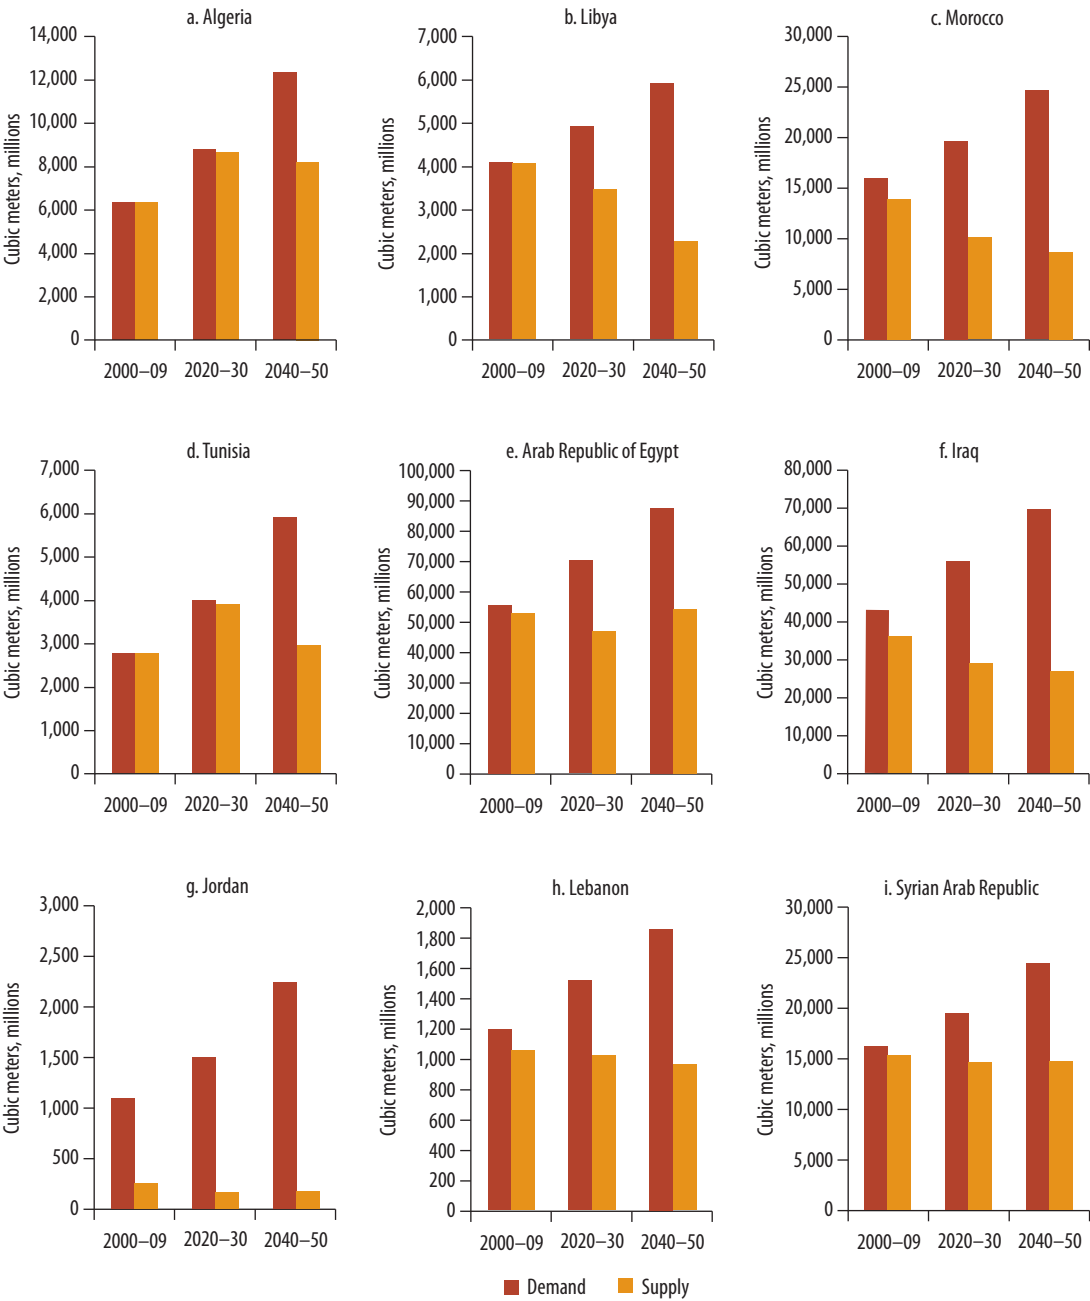 a. Algeria
14,000
12,000
10,000
8,000
6,000
4,000
2,000
0
Cubic meters, millions
2000–09 2020–30 2040–50
b. Libya
7,000
6,000
5,000
4,000
3,000
2,000
1,000
0
Cubic meters, millions
2000–09 2020–30 2040–50
c. Morocco
30,000
25,000
20,000
15,000
10,000
5,000
0
Cubic meters, millions
2000–09 2020–30 2040–50
d. Tunisia
7,000
6,000
5,000
4,000
3,000
2,000
1,000
0
Cubic meters, millions
2000–09 2020–30 2040–50
e. Arab Republic of Egypt
100,000
90,000
80,000
70,000
60,000
50,000
40,000
30,000
20,000
10,000
0
Cubic meters, millions
2000–09 2020–30 2040–50
f. Iraq
80,000
70,000
60,000
50,000
40,000
30,000
20,000
10,000
0
Cubic meters, millions
2000–09 2020–30 2040–50
g. Jordan
3,000
2,500
2,000
1,500
1,000
500
0
Cubic meters, millions
2000–09 2020–30 2040–50
h. Lebanon
2,000
1,800
1,600
1,400
1,200
1,000
800
600
400
200
0
Cubic meters, millions
2000–09 2020–30 2040–50
i. Syrian Arab Republic
30,000
25,000
20,000
15,000
10,000
5,000
0
Cubic meters, millions
2000–09 2020–30 2040–50
Demand Supply